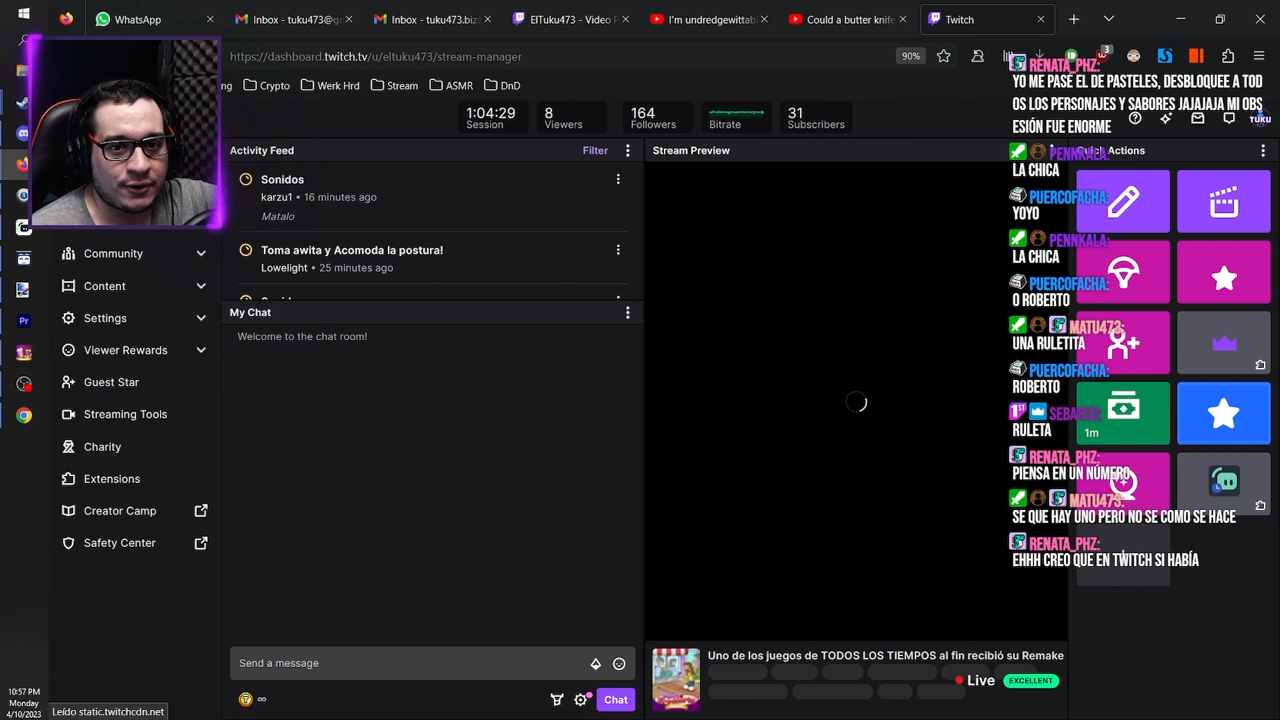 WhatsApp
Inbox - tuku473@gm
Inbox - tuku473.biz
ElTuku473 - Video P
I'm undredgewittabl
Could a butter knife
Twitch
https://dashboard.twitch.tv/u/eltuku473/stream-manager
90%
3
ng
Crypto
Werk Hrd
Stream
ASMR
DnD
1:04:29
Session
8
Viewers
164
Followers
Bitrate
31
Subscribers
TUKU
Activity Feed
Filter
Sonidos
karzu1 • 16 minutes ago
Matalo
Toma awita y Acomoda la postura!
Lowelight • 25 minutes ago
My Chat
Welcome to the chat room!
Send a message
Chat
Community
Content
Settings
Viewer Rewards
Guest Star
Streaming Tools
Charity
Extensions
Creator Camp
Safety Center
Pr
10:57 PM
Monday
4/10/2023
Leído static.twitchcdn.net
Stream Preview
Uno de los juegos de TODOS LOS TIEMPOS al fin recibió su Remake
Live
EXCELLENT
Quick Actions
1m
RENATA_PHZ:
YO ME PASE EL DE PASTELES, DESBLOQUEE A TOD
OS LOS PERSONAJES Y SABORES JAJAJAJA MI OBS
ESIÓN FUE ENORME
PENNKALA:
LA CHICA
PUERCOFACHA:
YOYO
PENNKALA:
LA CHICA
PUERCOFACHA:
O ROBERTO
MATU473:
UNA RULETITA
PUERCOFACHA:
ROBERTO
RULETA
RENATA_PHZ:
PIENSA EN UN NÚMERO
MATU473:
SE QUE HAY UNO PERO NO SE COMO SE HACE
RENATA_PHZ:
EHHH CREO QUE EN TWITCH SI HABÍA